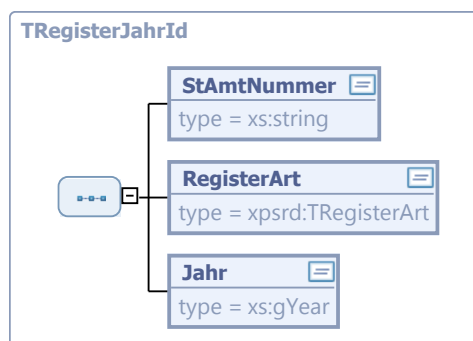 TRegisterJahrId
StAmtNummer
type = xs:string
RegisterArt
type = xpsrd:TRegisterArt
Jahr
type = xs:gYear